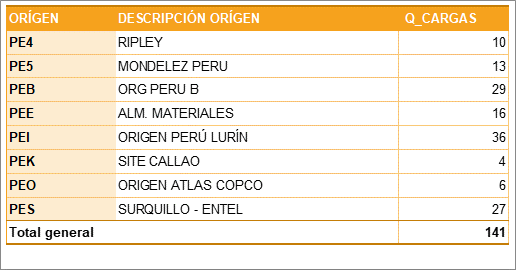 ORÍGEN DESCRIPCIÓN ORÍGEN Q_CARGAS
PE4 RIPLEY 10
PE5 MONDELEZ PERU 13
PEB ORG PERU B 29
PEE ALM. MATERIALES 16
PEI ORIGEN PERÚ LURÍN 36
PEK SITE CALLAO 4
PEO ORIGEN ATLAS COPCO 6
PES SURQUILLO - ENTEL 27
Total general 141